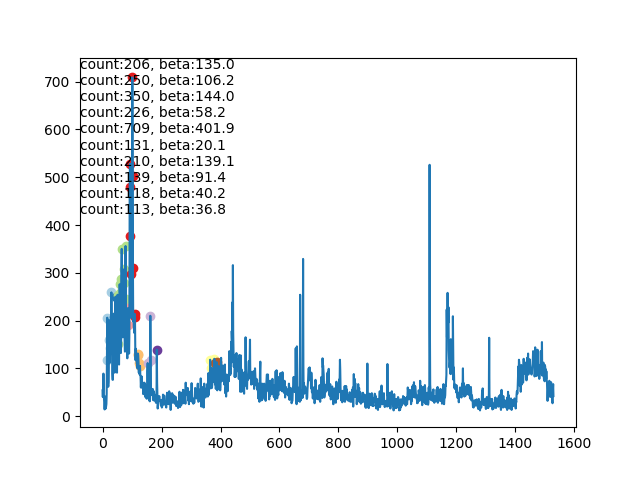 count:206, beta:135.0
count:250, beta:106.2
count:350, beta:144.0
count:226, beta:58.2
count:709, beta:401.9
count:131, beta:20.1
count:210, beta:139.1
count:189, beta:91.4
count:118, beta:40.2
count:113, beta:36.8
700
600
500
400
300
200
100
0
0 200 400 600 800 1000 1200 1400 1600